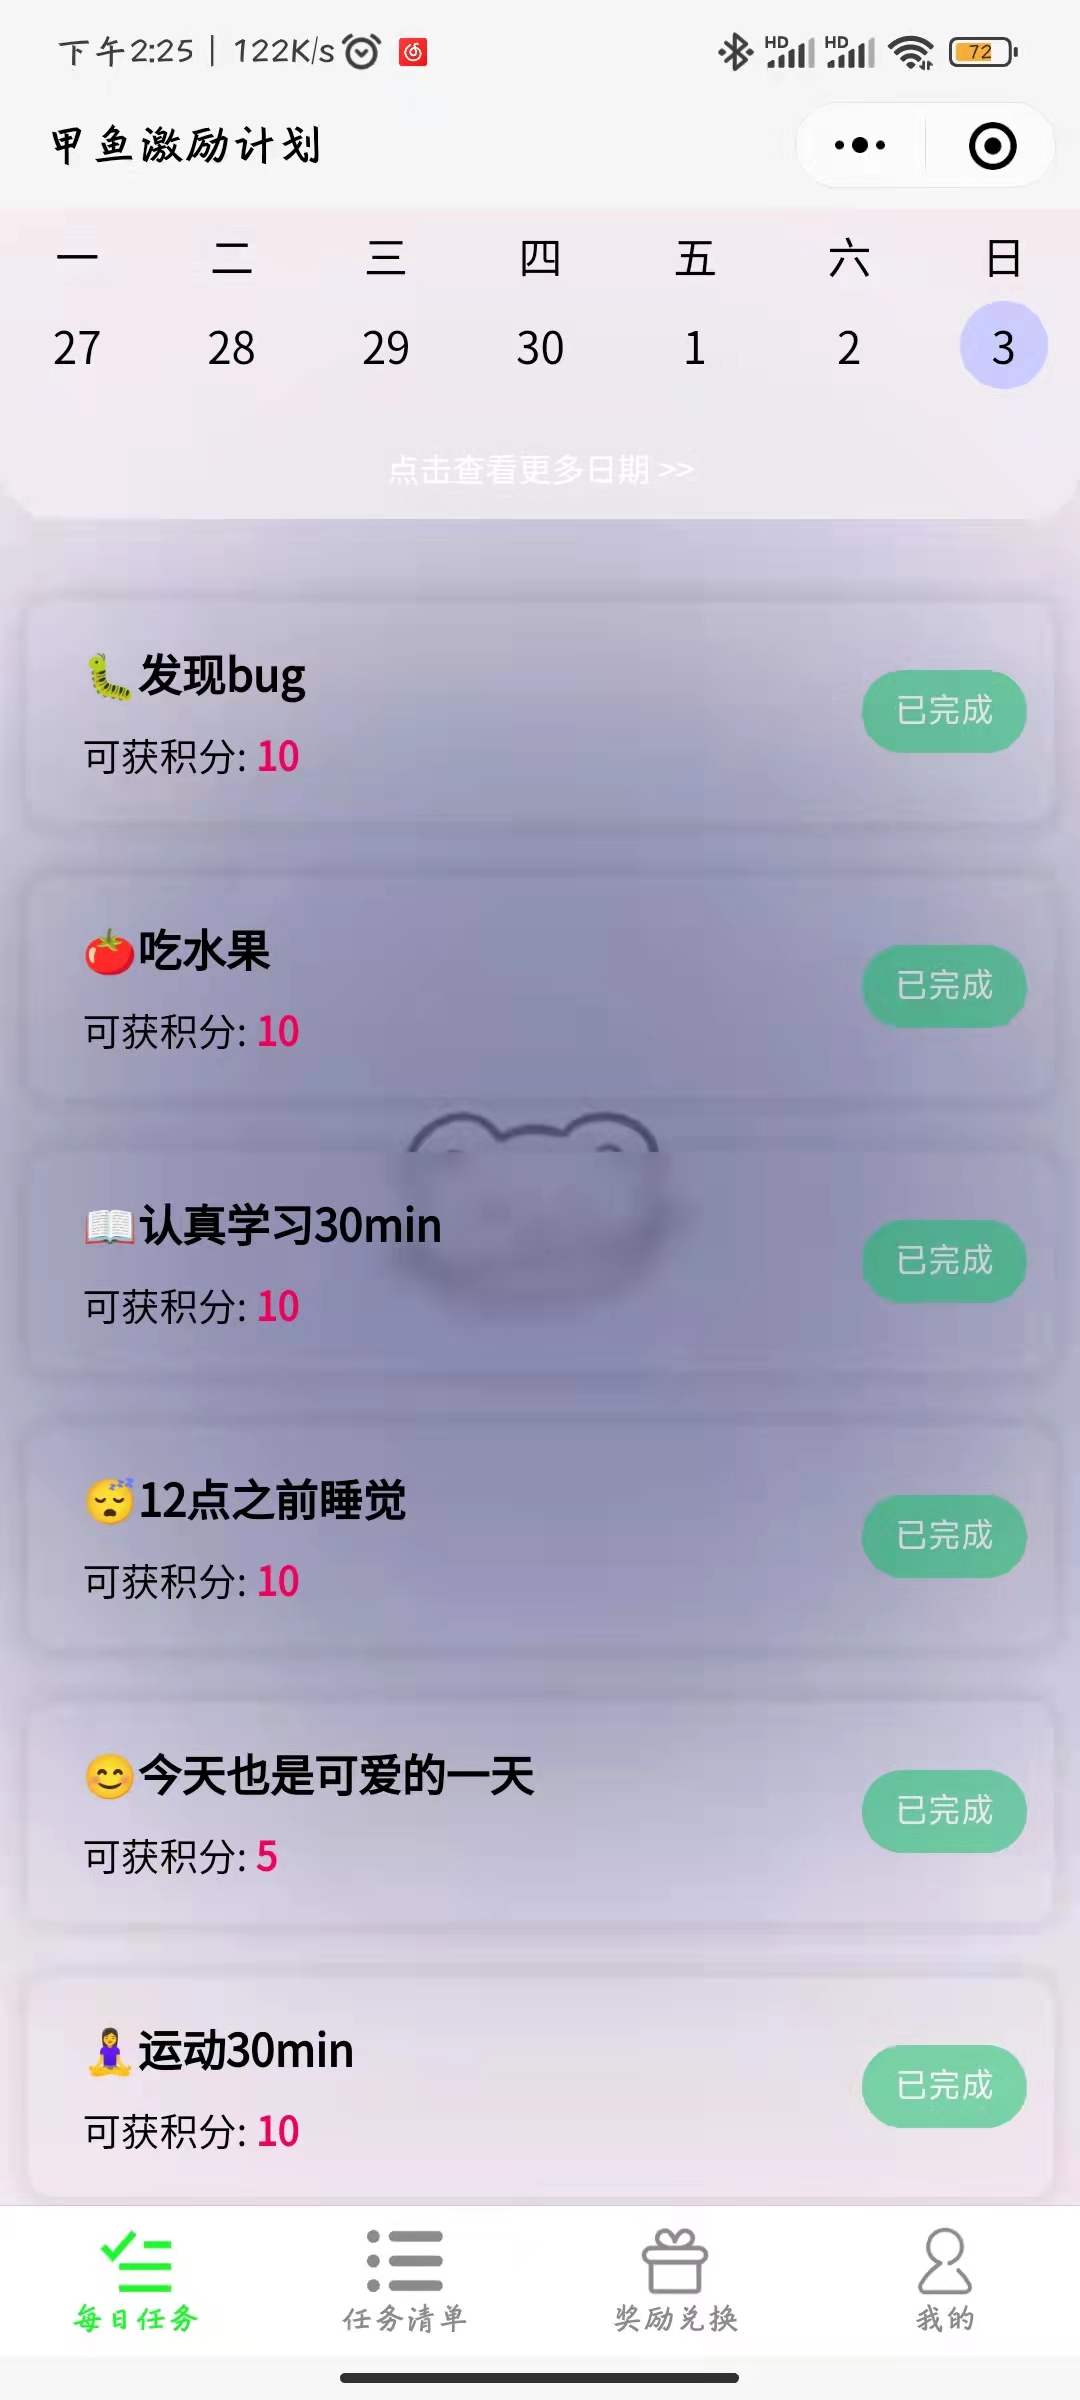 下午2:25 | 122K/s
HD HD 72
甲鱼激励计划
一 二 三 四 五 六 日
27 28 29 30 1 2 3
点击查看更多日期 >>
🐛发现bug
可获积分: 10
已完成
🍅吃水果
可获积分: 10
已完成
📖认真学习30min
可获积分: 10
已完成
😴12点之前睡觉
可获积分: 10
已完成
😊今天也是可爱的一天
可获积分: 5
已完成
🧘‍♀️运动30min
可获积分: 10
已完成
每日任务 任务清单 奖励兑换 我的